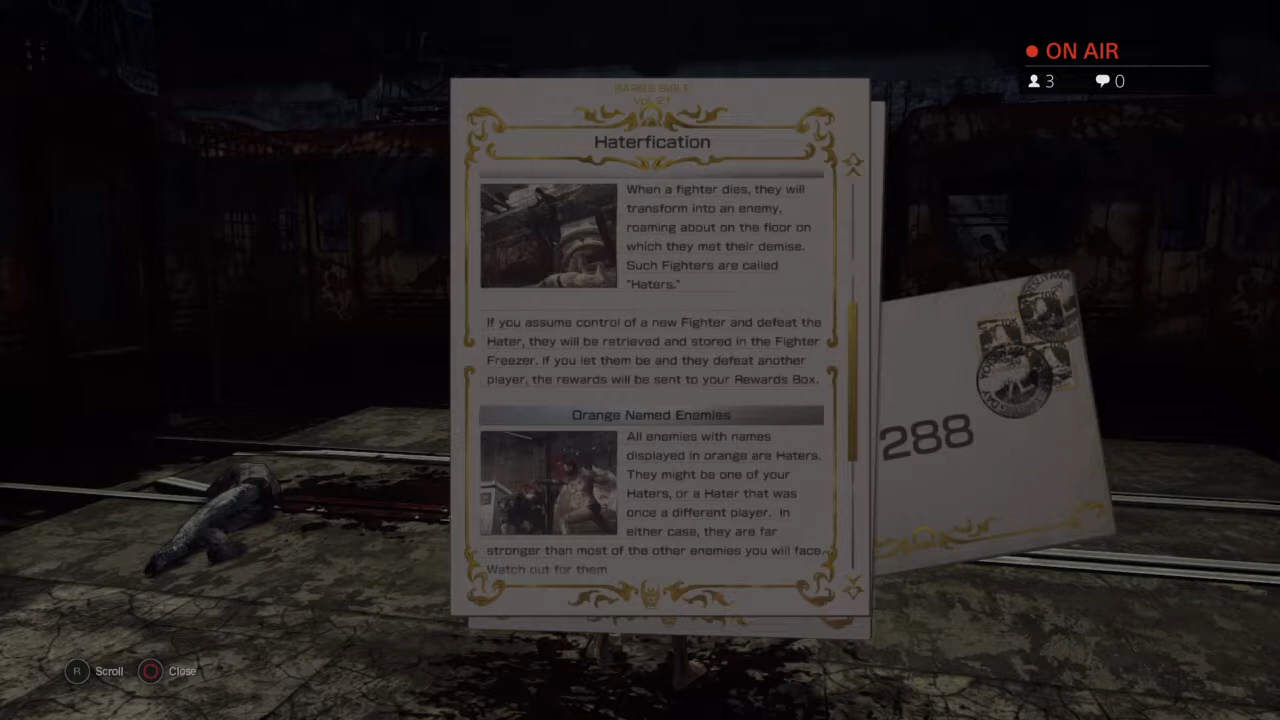 ON AIR
3
0
BARBS BIBLE
Vol. 21
Haterfication
When a fighter dies, they will
transform into an enemy,
roaming about on the floor on
which they met their demise.
Such Fighters are called
"Haters."
If you assume control of a new Fighter and defeat the
Hater, they will be retrieved and stored in the Fighter
Freezer. If you let them be and they defeat another
player, the rewards will be sent to your Rewards Box.
Orange Named Enemies
All enemies with names
displayed in orange are Haters.
They might be one of your
Haters, or a Hater that was
once a different player. In
either case, they are far
stronger than most of the other enemies you will face.
Watch out for them
288
R Scroll
Close